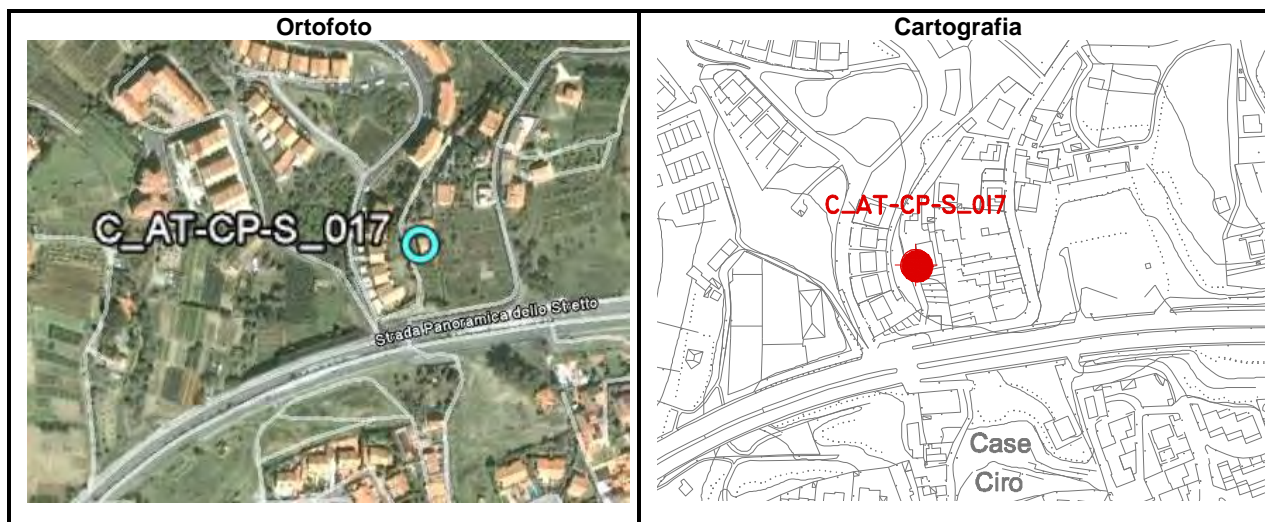 Ortofoto
C_AT-CP-S_017
Strada Panoramica dello Stretto
Cartografia
C_AT-CP-S_017
Case
Ciro